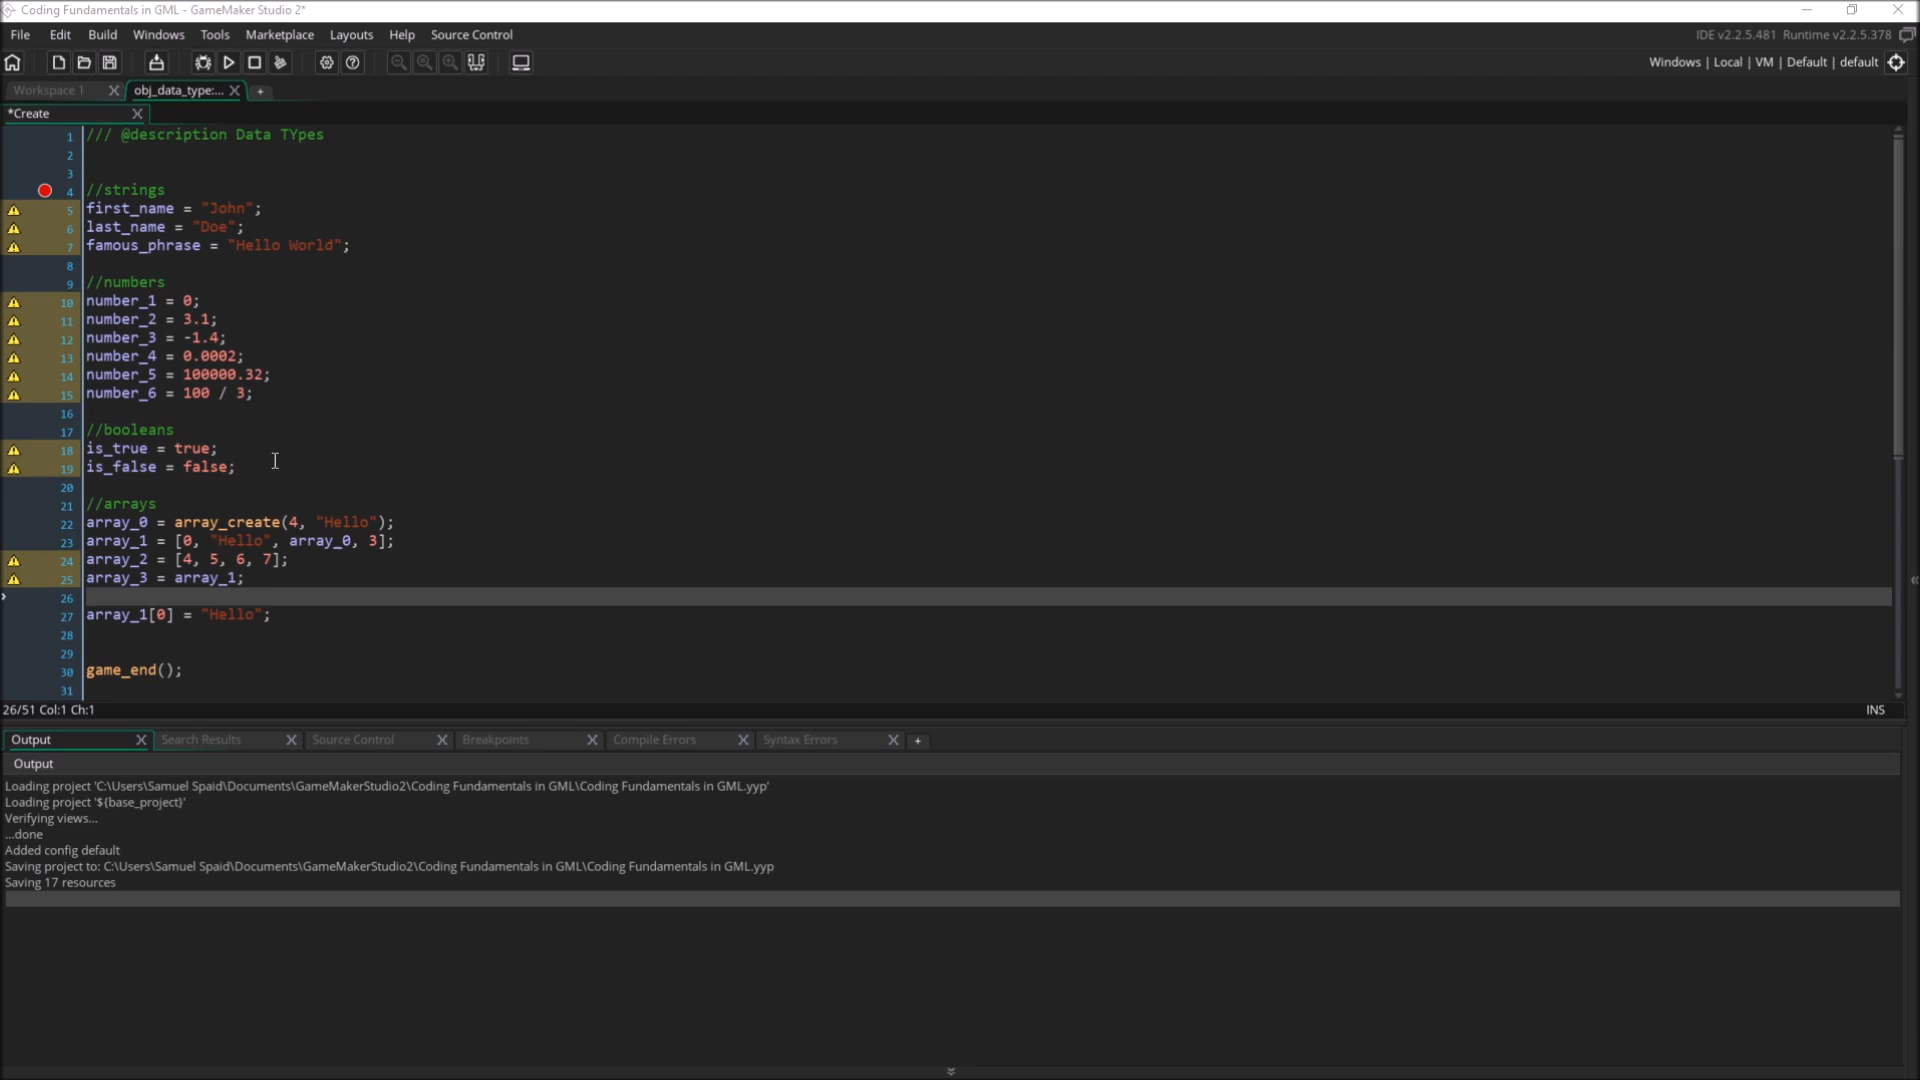 Coding Fundamentals in GML - GameMaker Studio 2*
File Edit Build Windows Tools Marketplace Layouts Help Source Control IDE v2.2.5.481 Runtime v2.2.5.378
Windows | Local | VM | Default | default
Workspace 1 obj_data_type:... +
*Create
1 /// @description Data TYpes
2
3
4 //strings
5 first_name = "John";
6 last_name = "Doe";
7 famous_phrase = "Hello World";
8
9 //numbers
10 number_1 = 0;
11 number_2 = 3.1;
12 number_3 = -1.4;
13 number_4 = 0.0002;
14 number_5 = 100000.32;
15 number_6 = 100 / 3;
16
17 //booleans
18 is_true = true;
19 is_false = false;
20
21 //arrays
22 array_0 = array_create(4, "Hello");
23 array_1 = [0, "Hello", array_0, 3];
24 array_2 = [4, 5, 6, 7];
25 array_3 = array_1;
26
27 array_1[0] = "Hello";
28
29
30 game_end();
31
26/51 Col:1 Ch:1 INS
Output Search Results Source Control Breakpoints Compile Errors Syntax Errors +
Output
Loading project 'C:\Users\Samuel Spaid\Documents\GameMakerStudio2\Coding Fundamentals in GML\Coding Fundamentals in GML.yyp'
Loading project '${base_project}'
Verifying views...
...done
Added config default
Saving project to: C:\Users\Samuel Spaid\Documents\GameMakerStudio2\Coding Fundamentals in GML\Coding Fundamentals in GML.yyp
Saving 17 resources